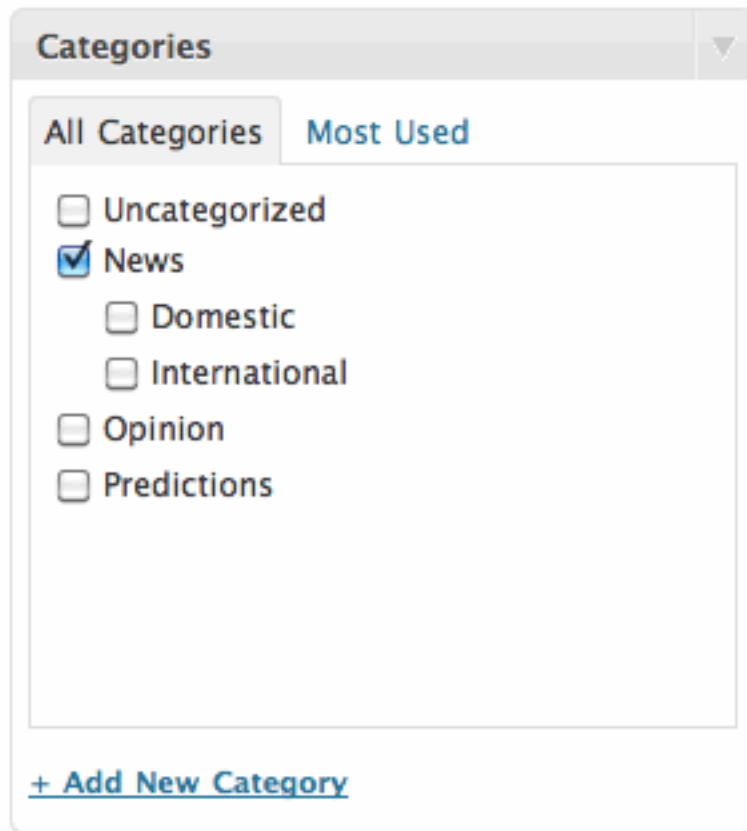 Categories
All Categories Most Used
Uncategorized
News
Domestic
International
Opinion
Predictions
+ Add New Category